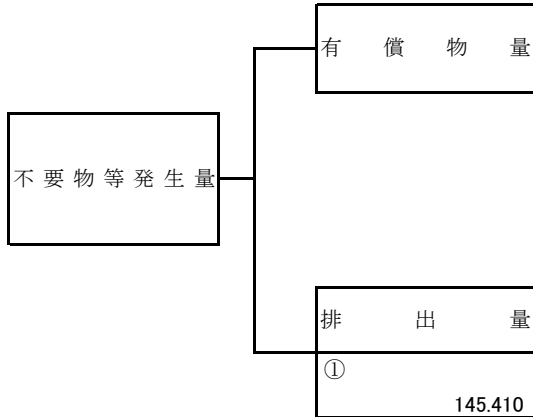 有償物量
不要物等発生量
排出量
①
145.410